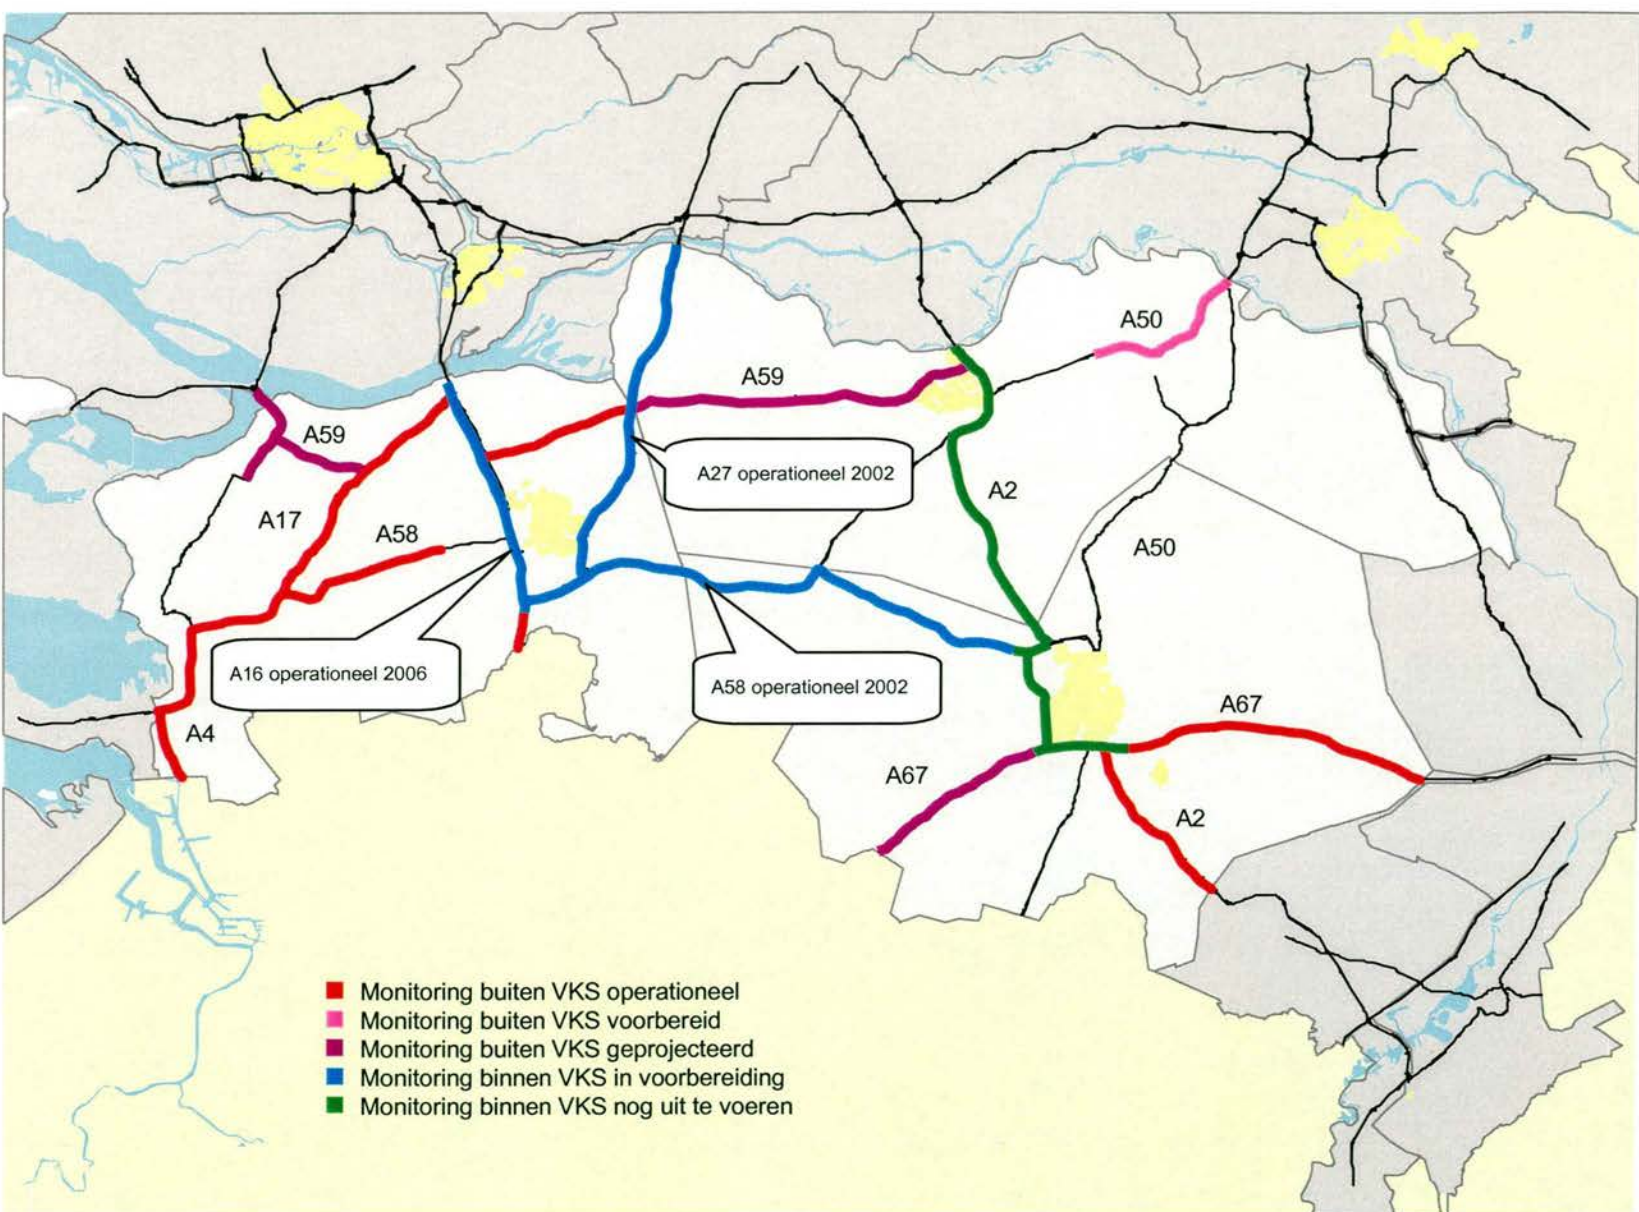 A50
A59
A59
A27 operationeel 2002
A2
A17
A58
A50
A16 operationeel 2006
A58 operationeel 2002
A67
A4
A67
A2
Monitoring buiten VKS operationeel
Monitoring buiten VKS voorbereid
Monitoring buiten VKS geprojecteerd
Monitoring binnen VKS in voorbereiding
Monitoring binnen VKS nog uit te voeren